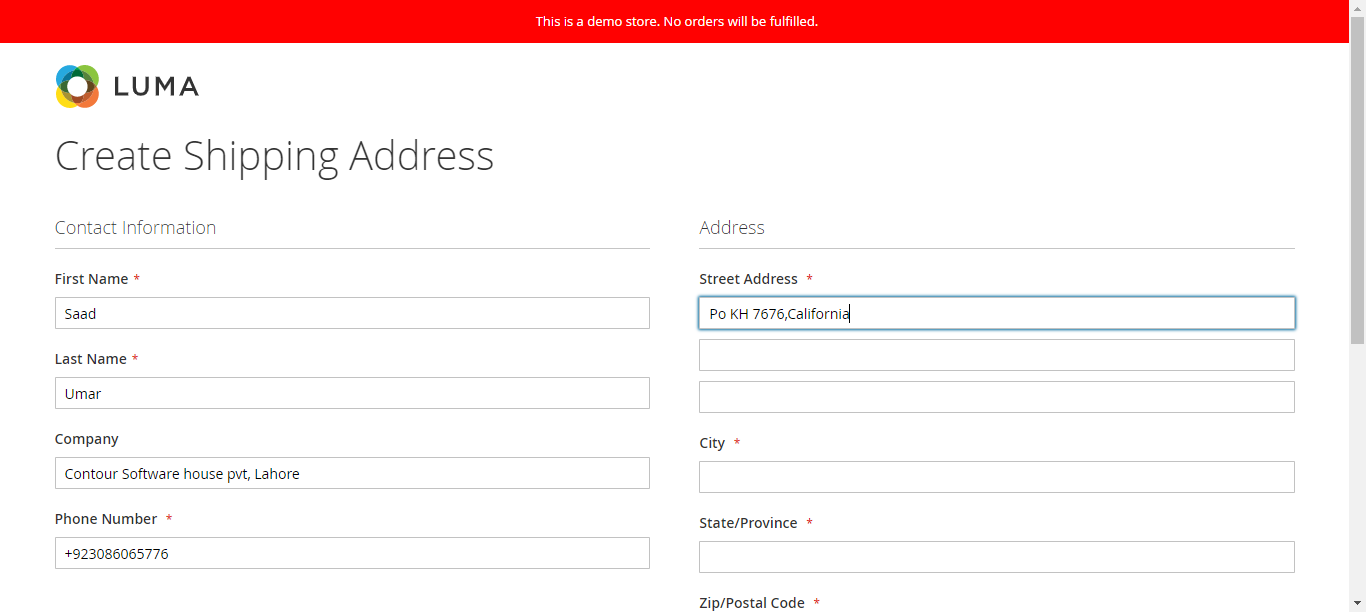 This is a demo store. No orders will be fulfilled.
LUMA
Create Shipping Address
Contact Information
First Name *
Saad
Last Name *
Umar
Company
Contour Software house pvt, Lahore
Phone Number *
+923086065776
Address
Street Address *
Po KH 7676,California
City *
State/Province *
Zip/Postal Code *